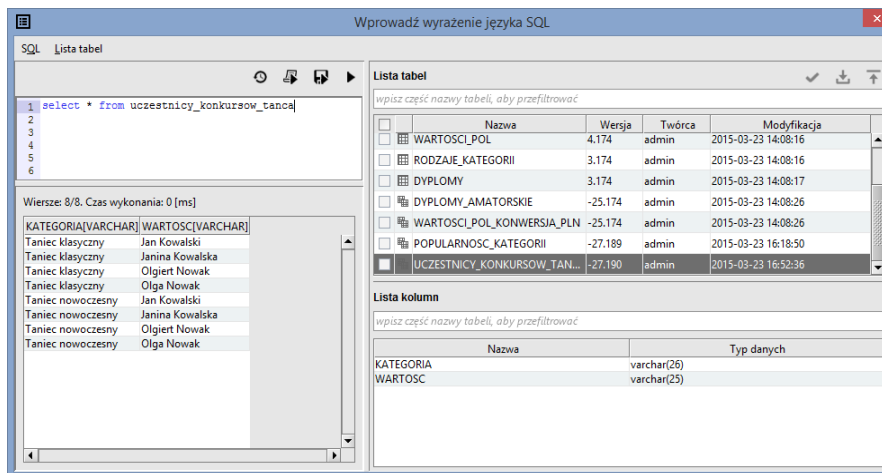 Wprowadź wyrażenie języka SQL
SQL Lista tabel
1 select * from uczestnicy_konkursow_tanca
2
3
4
5
6
Wiersze: 8/8. Czas wykonania: 0 [ms]
KATEGORIA[VARCHAR] WARTOSC[VARCHAR]
Taniec klasyczny Jan Kowalski
Taniec klasyczny Janina Kowalska
Taniec klasyczny Olgiert Nowak
Taniec klasyczny Olga Nowak
Taniec nowoczesny Jan Kowalski
Taniec nowoczesny Janina Kowalska
Taniec nowoczesny Olgiert Nowak
Taniec nowoczesny Olga Nowak
Lista tabel
wpisz część nazwy tabeli, aby przefiltrować
Nazwa Wersja Twórca Modyfikacja
WARTOSCI_POL 4.174 admin 2015-03-23 14:08:16
RODZAJE_KATEGORII 3.174 admin 2015-03-23 14:08:16
DYPLOMY 3.174 admin 2015-03-23 14:08:17
DYPLOMY_AMATORSKIE -25.174 admin 2015-03-23 14:08:26
WARTOSCI_POL_KONWERSJA_PLN -25.174 admin 2015-03-23 14:08:26
POPULARNOSC_KATEGORII -27.189 admin 2015-03-23 16:18:50
UCZESTNICY_KONKURSOW_TAN... -27.190 admin 2015-03-23 16:52:36
Lista kolumn
wpisz część nazwy tabeli, aby przefiltrować
Nazwa Typ danych
KATEGORIA varchar(26)
WARTOSC varchar(25)